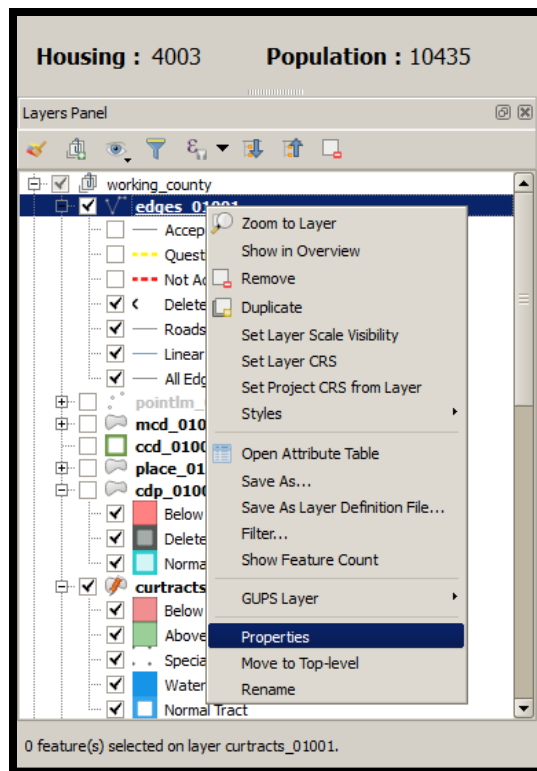 Housing : 4003 Population : 10435
Layers Panel
working_county
edges_01001
Zoom to Layer
Accep
Show in Overview
Quest
Remove
Not Ac
Duplicate
Delete
Set Layer Scale Visibility
Roads
Set Layer CRS
Linear
Set Project CRS from Layer
All Edg
Styles
pointlm_
mcd_010
ccd_0100
Open Attribute Table
place_01
Save As...
cdp_0100
Save As Layer Definition File...
Below
Filter...
Delete
Show Feature Count
Norma
curtracts
GUPS Layer
Below
Above
Properties
Specia
Move to Top-level
Water
Rename
Normal Tract
0 feature(s) selected on layer curtracts_01001.